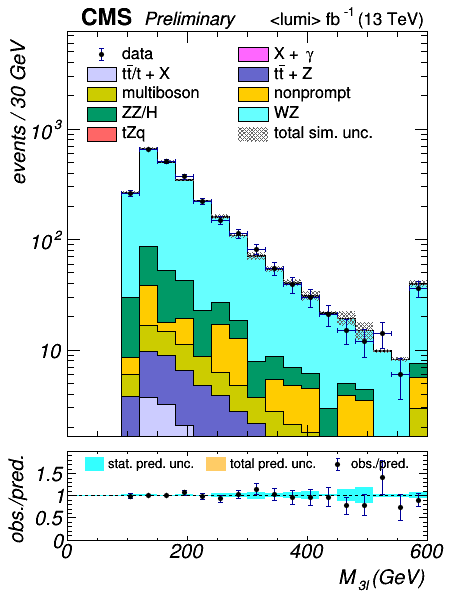 CMS Preliminary <lumi> fb⁻¹ (13 TeV)
events / 30 GeV
data
X + γ
tt̄/t + X
tt̄ + Z
multiboson
nonprompt
ZZ/H
WZ
tZq
total sim. unc.
10³
10²
10
obs./pred.
stat. pred. unc.
total pred. unc.
obs./pred.
1.5
1
0.5
0
0 200 400 600
M₃ₗ (GeV)